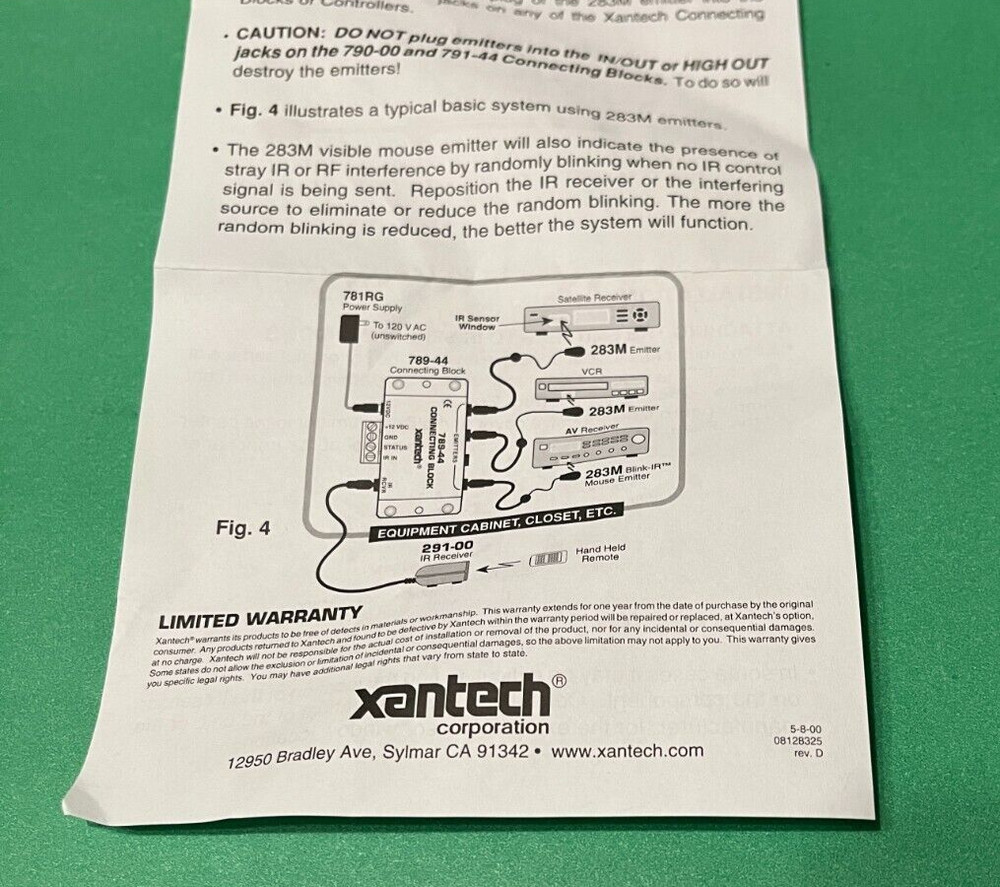 Blocks or Controllers.
jacks on any of the Xantech Connecting
• CAUTION: DO NOT plug emitters into the IN/OUT or HIGH OUT
jacks on the 790-00 and 791-44 Connecting Blocks. To do so will
destroy the emitters!
• Fig. 4 illustrates a typical basic system using 283M emitters.
• The 283M visible mouse emitter will also indicate the presence of
stray IR or RF interference by randomly blinking when no IR control
signal is being sent. Reposition the IR receiver or the interfering
source to eliminate or reduce the random blinking. The more the
random blinking is reduced, the better the system will function.
781RG
Power Supply
To 120 V AC
(unswitched)
IR Sensor
Window
Satellite Receiver
283M Emitter
789-44
Connecting Block
VCR
283M Emitter
AV Receiver
283M Blink-IR™
Mouse Emitter
12VDC
+12 VDC
GND
STATUS
IR IN
IR
RCVR
CE
EMITTERS
789-44
CONNECTING BLOCK
xantech®
EQUIPMENT CABINET, CLOSET, ETC.
Fig. 4
291-00
IR Receiver
Hand Held
Remote
LIMITED WARRANTY
Xantech® warrants its products to be free of defects in materials or workmanship. This warranty extends for one year from the date of purchase by the original
consumer. Any products returned to Xantech and found to be defective by Xantech within the warranty period will be repaired or replaced, at Xantech's option,
at no charge. Xantech will not be responsible for the actual cost of installation or removal of the product, nor for any incidental or consequential damages.
Some states do not allow the exclusion or limitation of incidental or consequential damages, so the above limitation may not apply to you. This warranty gives
you specific legal rights. You may have additional legal rights that vary from state to state.
xantech®
corporation
12950 Bradley Ave, Sylmar CA 91342 • www.xantech.com
5-8-00
08128325
rev. D